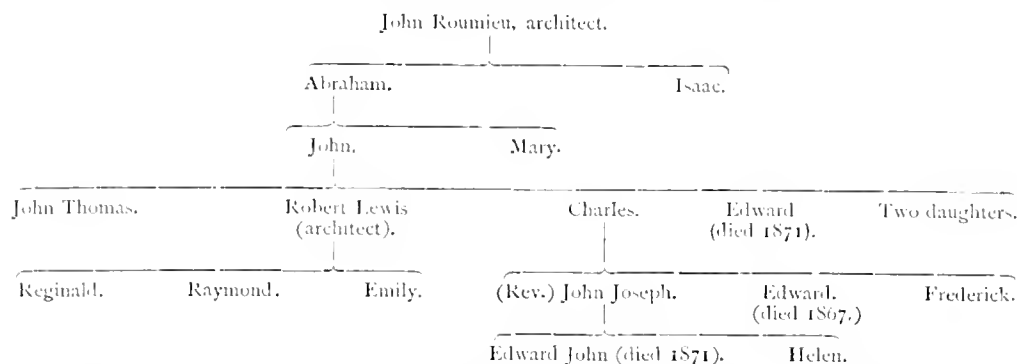 John Roumieu, architect.
Abraham. Isaac.
John. Mary.
John Thomas. Robert Lewis Charles. Edward Two daughters.
(architect). (died 1871).
Reginald. Raymond. Emily. (Rev.) John Joseph. Edward. Frederick.
(died 1867.)
Edward John (died 1871). Helen.